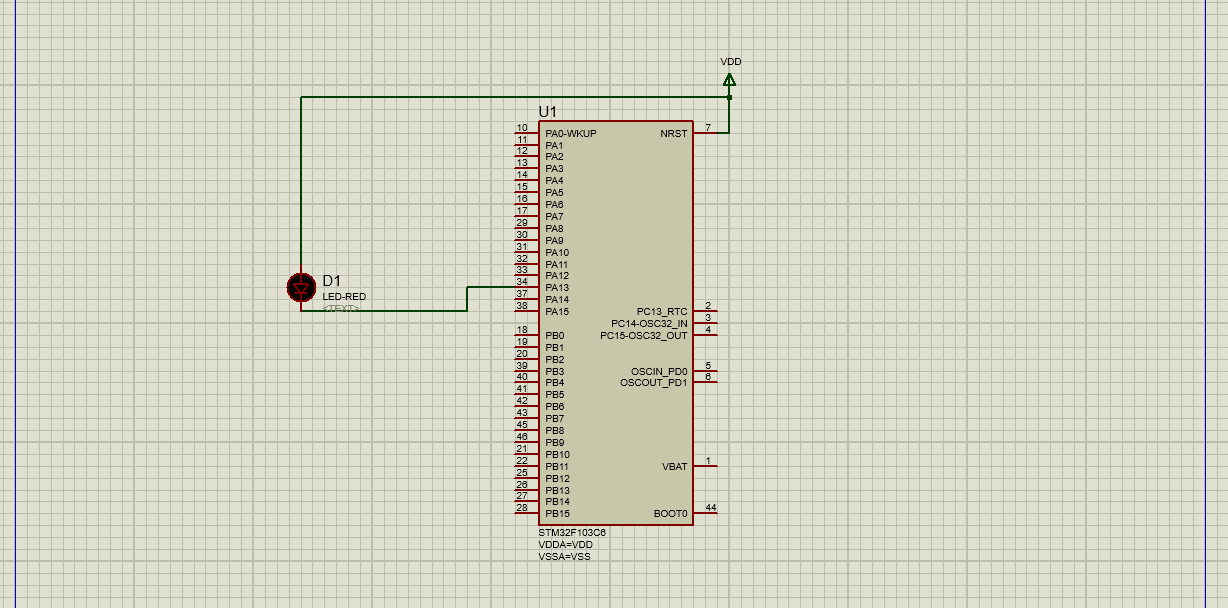 VDD
U1
10 PA0-WKUP NRST 7
11 PA1
12 PA2
13 PA3
14 PA4
15 PA5
16 PA6
17 PA7
29 PA8
30 PA9
31 PA10
32 PA11
33 PA12
34 PA13
37 PA14
38 PA15 PC13_RTC 2
PC14-OSC32_IN 3
18 PB0 PC15-OSC32_OUT 4
19 PB1
20 PB2
39 PB3 OSCIN_PD0 5
40 PB4 OSCOUT_PD1 6
41 PB5
42 PB6
43 PB7
45 PB8
46 PB9
21 PB10
22 PB11 VBAT 1
25 PB12
26 PB13
27 PB14
28 PB15 BOOT0 44
D1
LED-RED
<TEXT>
STM32F103C6
VDDA=VDD
VSSA=VSS